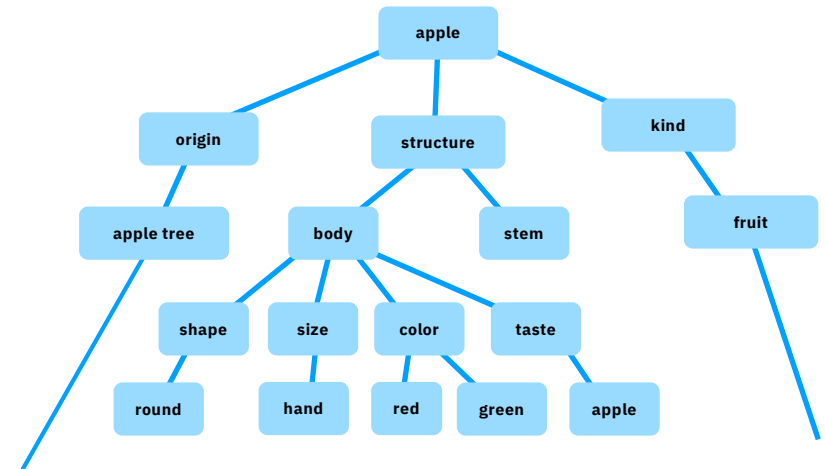 apple
origin
structure
kind
apple tree
body
stem
fruit
shape
size
color
taste
round
hand
red
green
apple